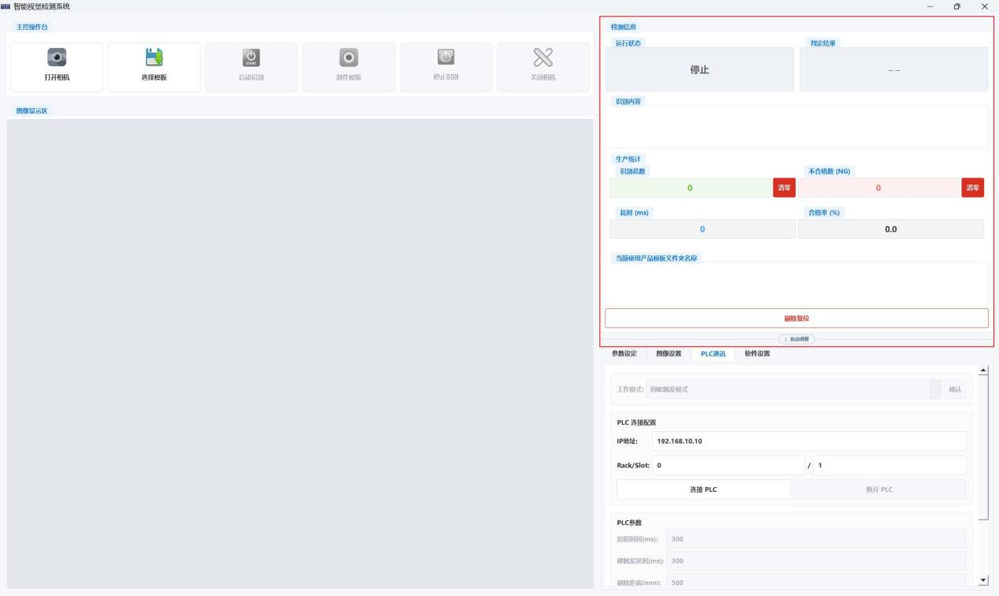 智能视觉检测系统
主控操作台
打开相机
选择模板
START
启动识别
制作模板
停止识别
关闭相机
图像显示区
检测信息
运行状态
判定结果
停止
--
识别内容
生产统计
识别总数
不合格数 (NG)
0
清零
0
清零
耗时 (ms)
合格率 (%)
0
0.0
当前使用产品模板文件夹名称
剔除复位
↕ 拖动调整
参数设定
图像设置
PLC通讯
软件设置
工作模式: 间歇触发模式
确认
PLC 连接配置
IP地址: 192.168.10.10
Rack/Slot: 0 / 1
连接 PLC
断开 PLC
PLC参数
拍照时间(ms): 300
硬触发延时(ms): 300
剔除距离(mm): 500